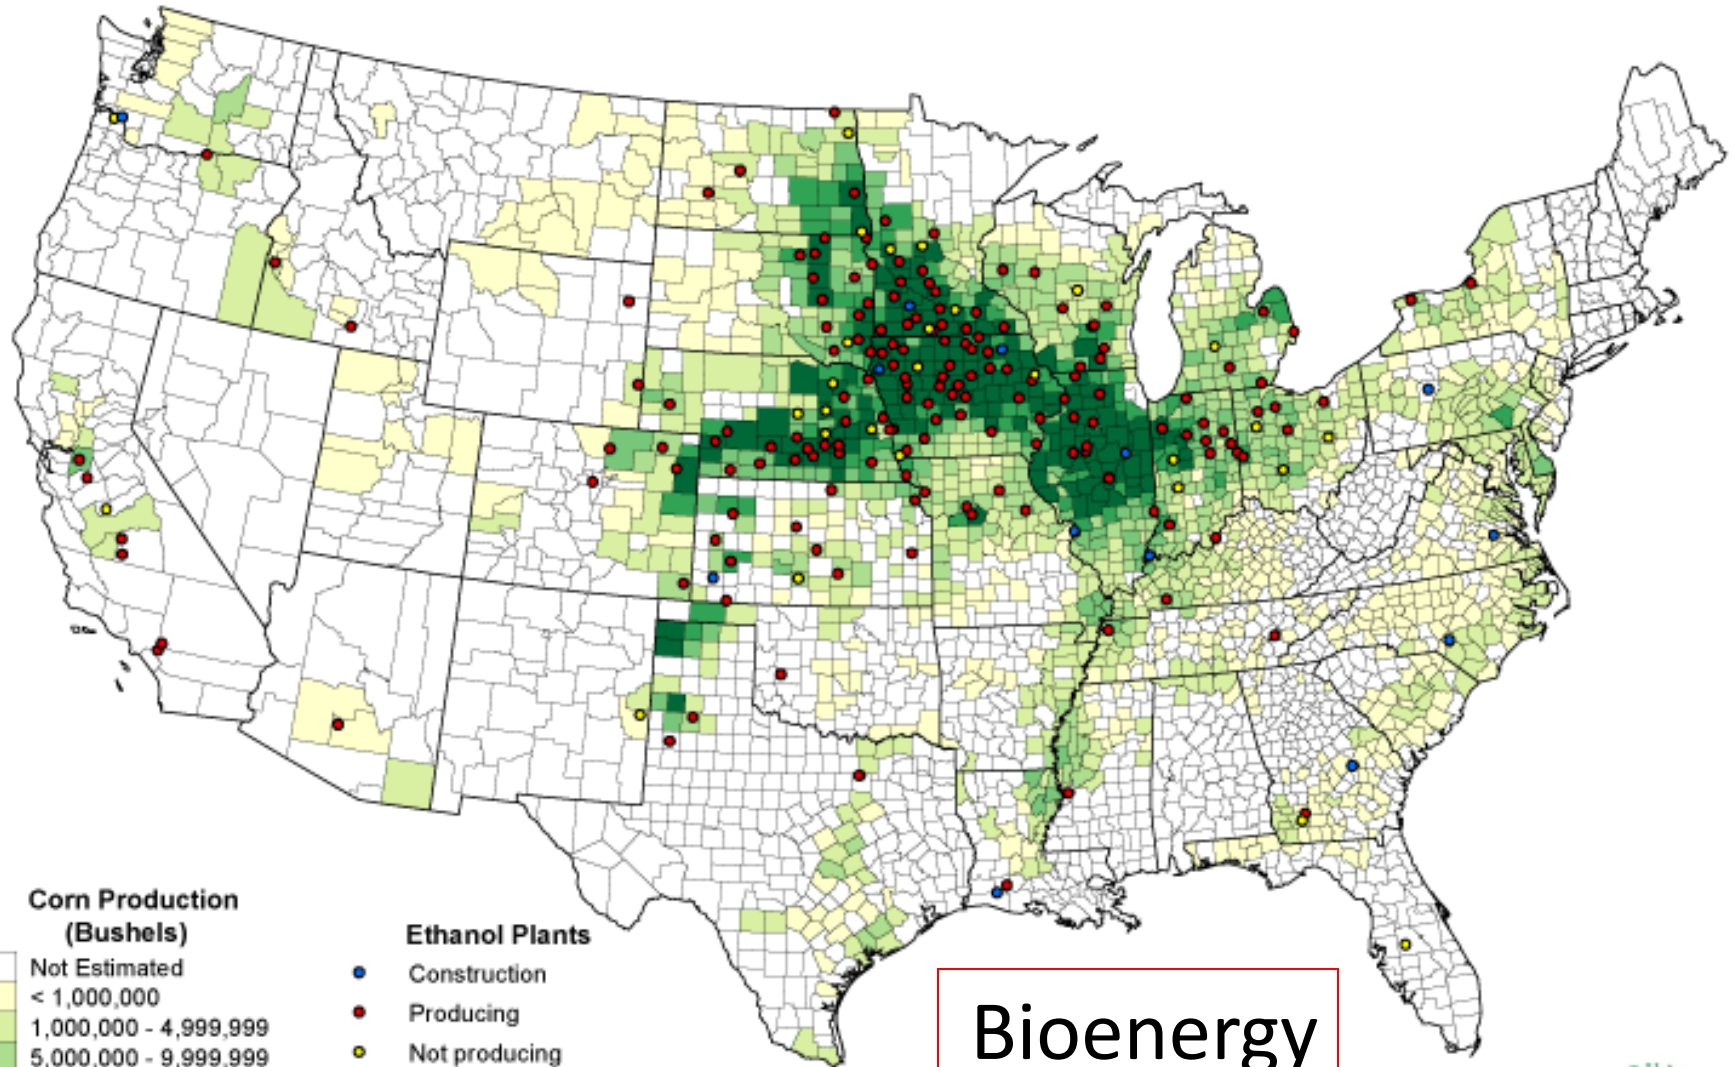 Corn Production
(Bushels)
Not Estimated
< 1,000,000
1,000,000 - 4,999,999
5,000,000 - 9,999,999
Ethanol Plants
Construction
Producing
Not producing
Bioenergy